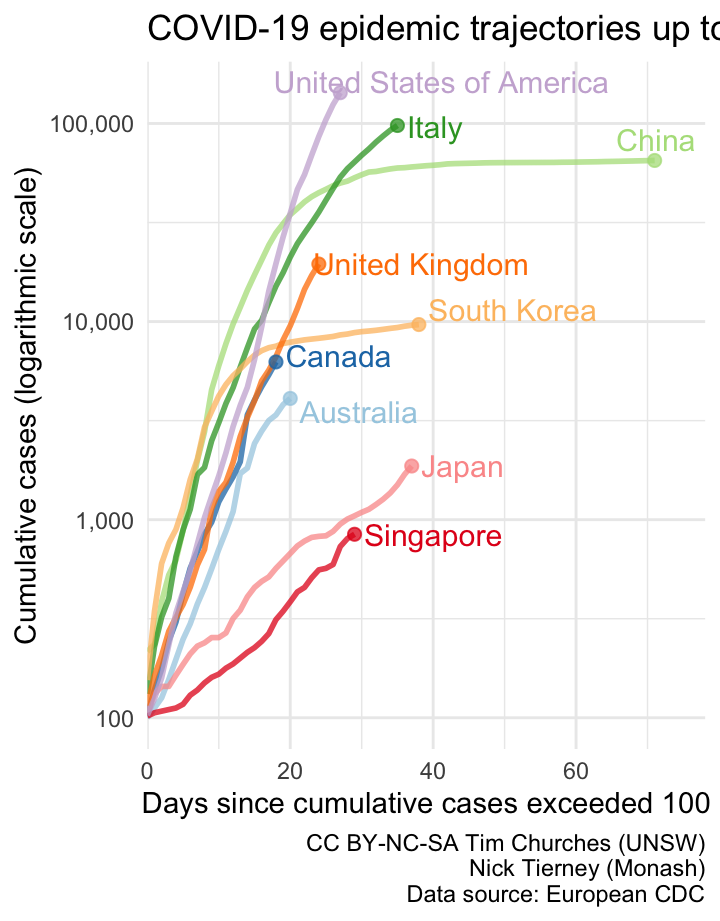 COVID-19 epidemic trajectories up to
United States of America
100,000
Italy
China
United Kingdom
South Korea
10,000
Canada
Australia
Japan
1,000
Singapore
100
Cumulative cases (logarithmic scale)
0 20 40 60
Days since cumulative cases exceeded 100
CC BY-NC-SA Tim Churches (UNSW)
Nick Tierney (Monash)
Data source: European CDC